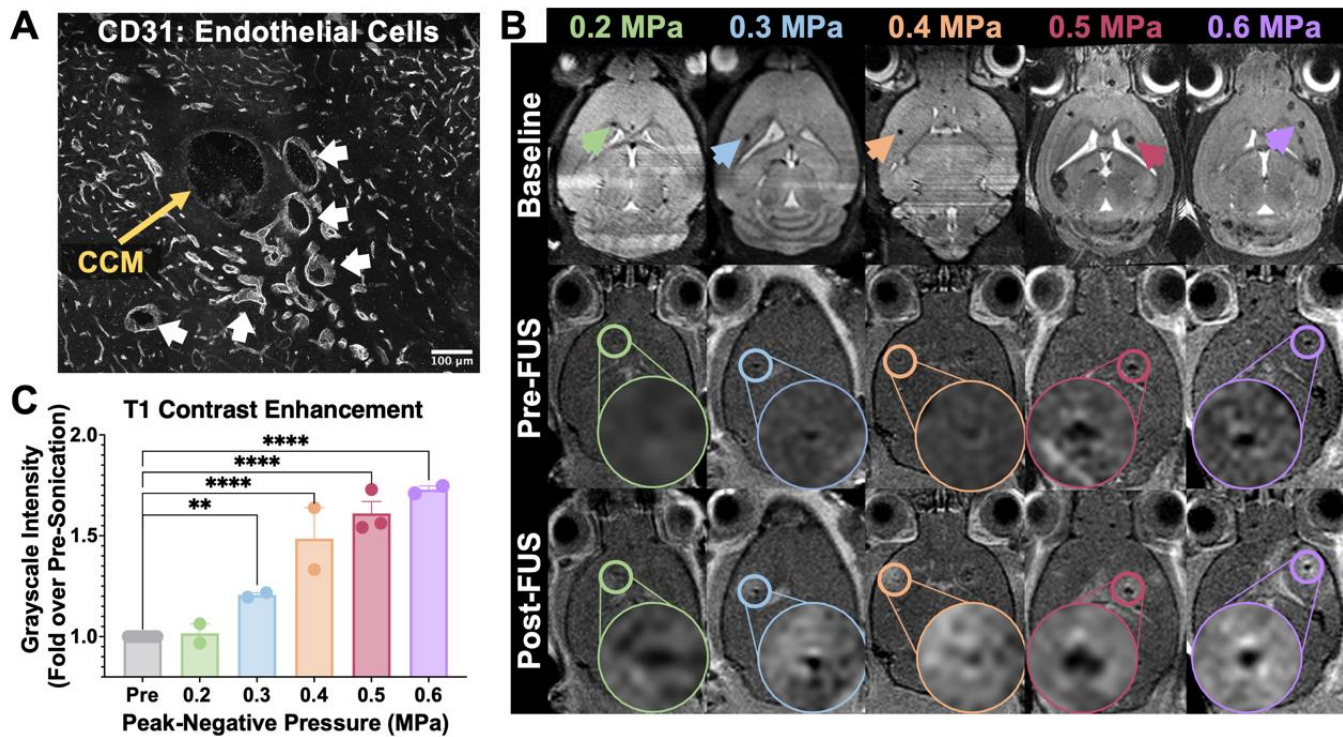 A
CD31: Endothelial Cells
CCM
100 µm
B
0.2 MPa 0.3 MPa 0.4 MPa 0.5 MPa 0.6 MPa
Baseline
Pre-FUS
Post-FUS
C
T1 Contrast Enhancement
Grayscale Intensity
(Fold over Pre-Sonication)
2.0
1.5
1.0
****
****
****
**
Pre 0.2 0.3 0.4 0.5 0.6
Peak-Negative Pressure (MPa)